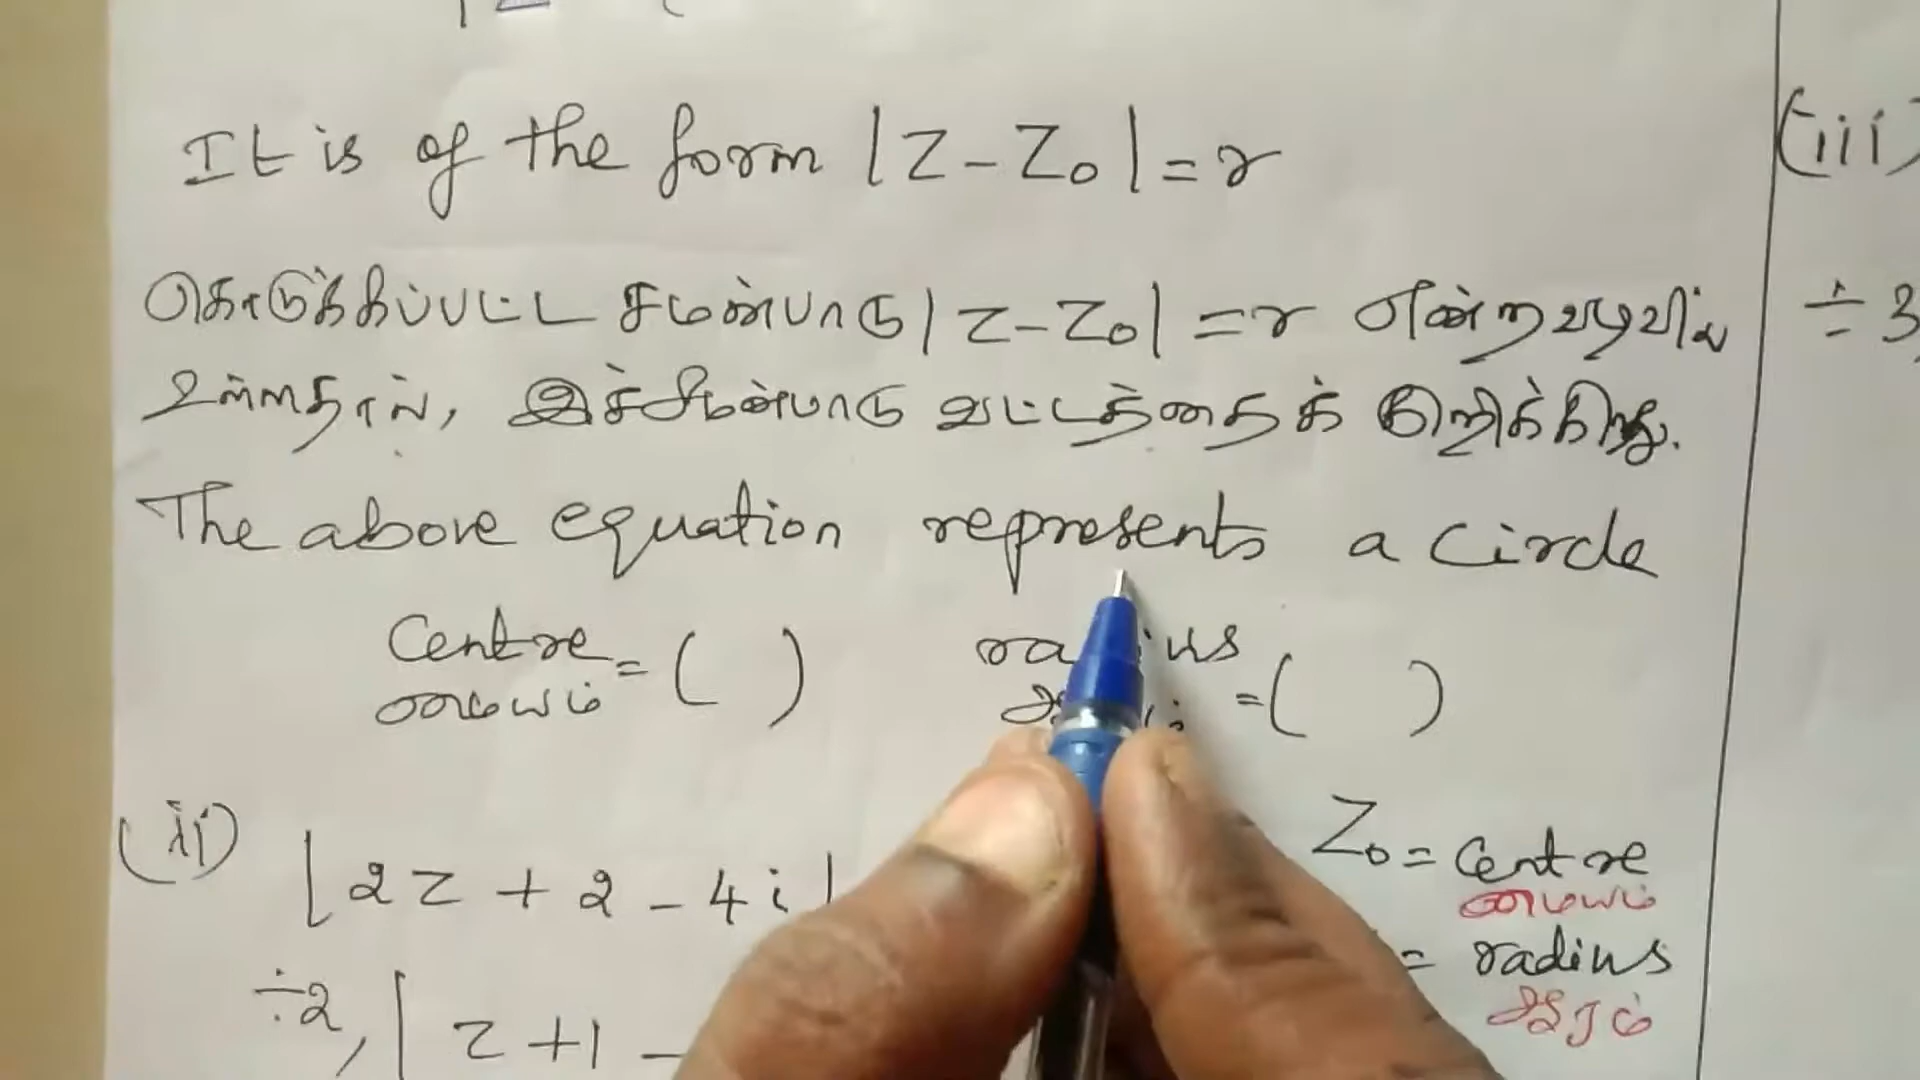 It is of the form |Z-Z₀|=r
கொடுக்கப்பட்ட சமன்பாடு |Z-Z₀|=r என்ற வடிவில்
உள்ளதால், இச்சமன்பாடு வட்டத்தைக் குறிக்கிறது.
The above equation represents a circle
Centre = ( ) radius = ( )
மையம்
(ii) |2Z+2-4i|
Z₀ = Centre
மையம்
= radius
ஆரம்
÷2, |Z+1-
(iii)
÷3,